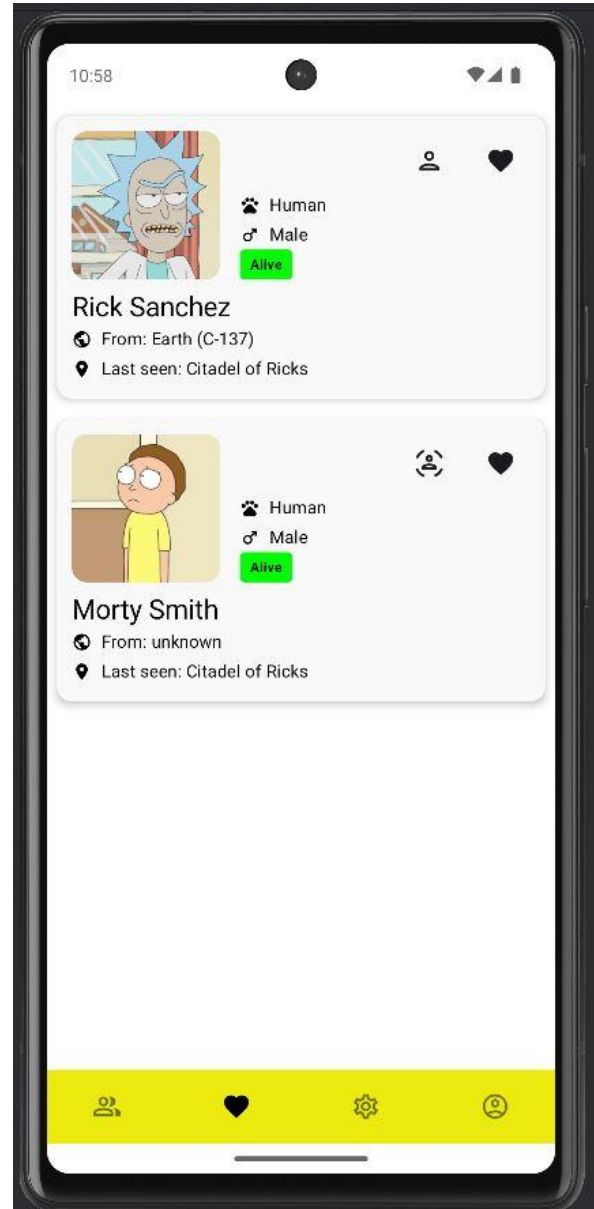 10:58
Human
Male
Alive
Rick Sanchez
From: Earth (C-137)
Last seen: Citadel of Ricks
Human
Male
Alive
Morty Smith
From: unknown
Last seen: Citadel of Ricks